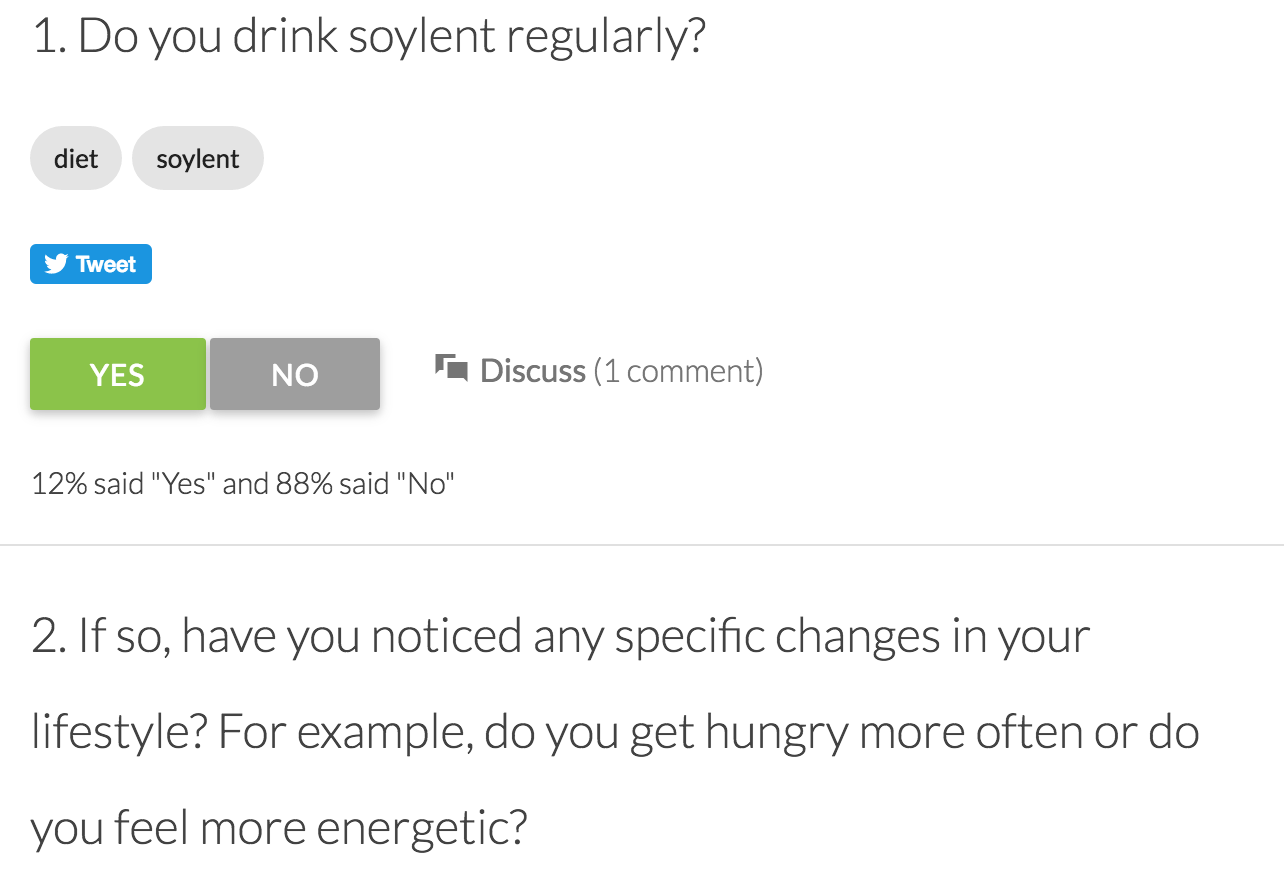 1. Do you drink soylent regularly?
diet soylent
Tweet
YES NO Discuss (1 comment)
12% said "Yes" and 88% said "No"
2. If so, have you noticed any specific changes in your
lifestyle? For example, do you get hungry more often or do
you feel more energetic?